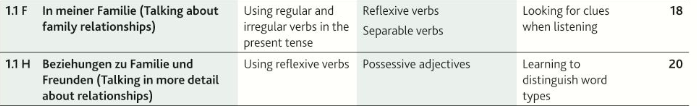 1.1 F In meiner Familie (Talking about family relationships)
Using regular and irregular verbs in the present tense
Reflexive verbs
Separable verbs
Looking for clues when listening
18
1.1 H Beziehungen zu Familie und Freunden (Talking in more detail about relationships)
Using reflexive verbs
Possessive adjectives
Learning to distinguish word types
20